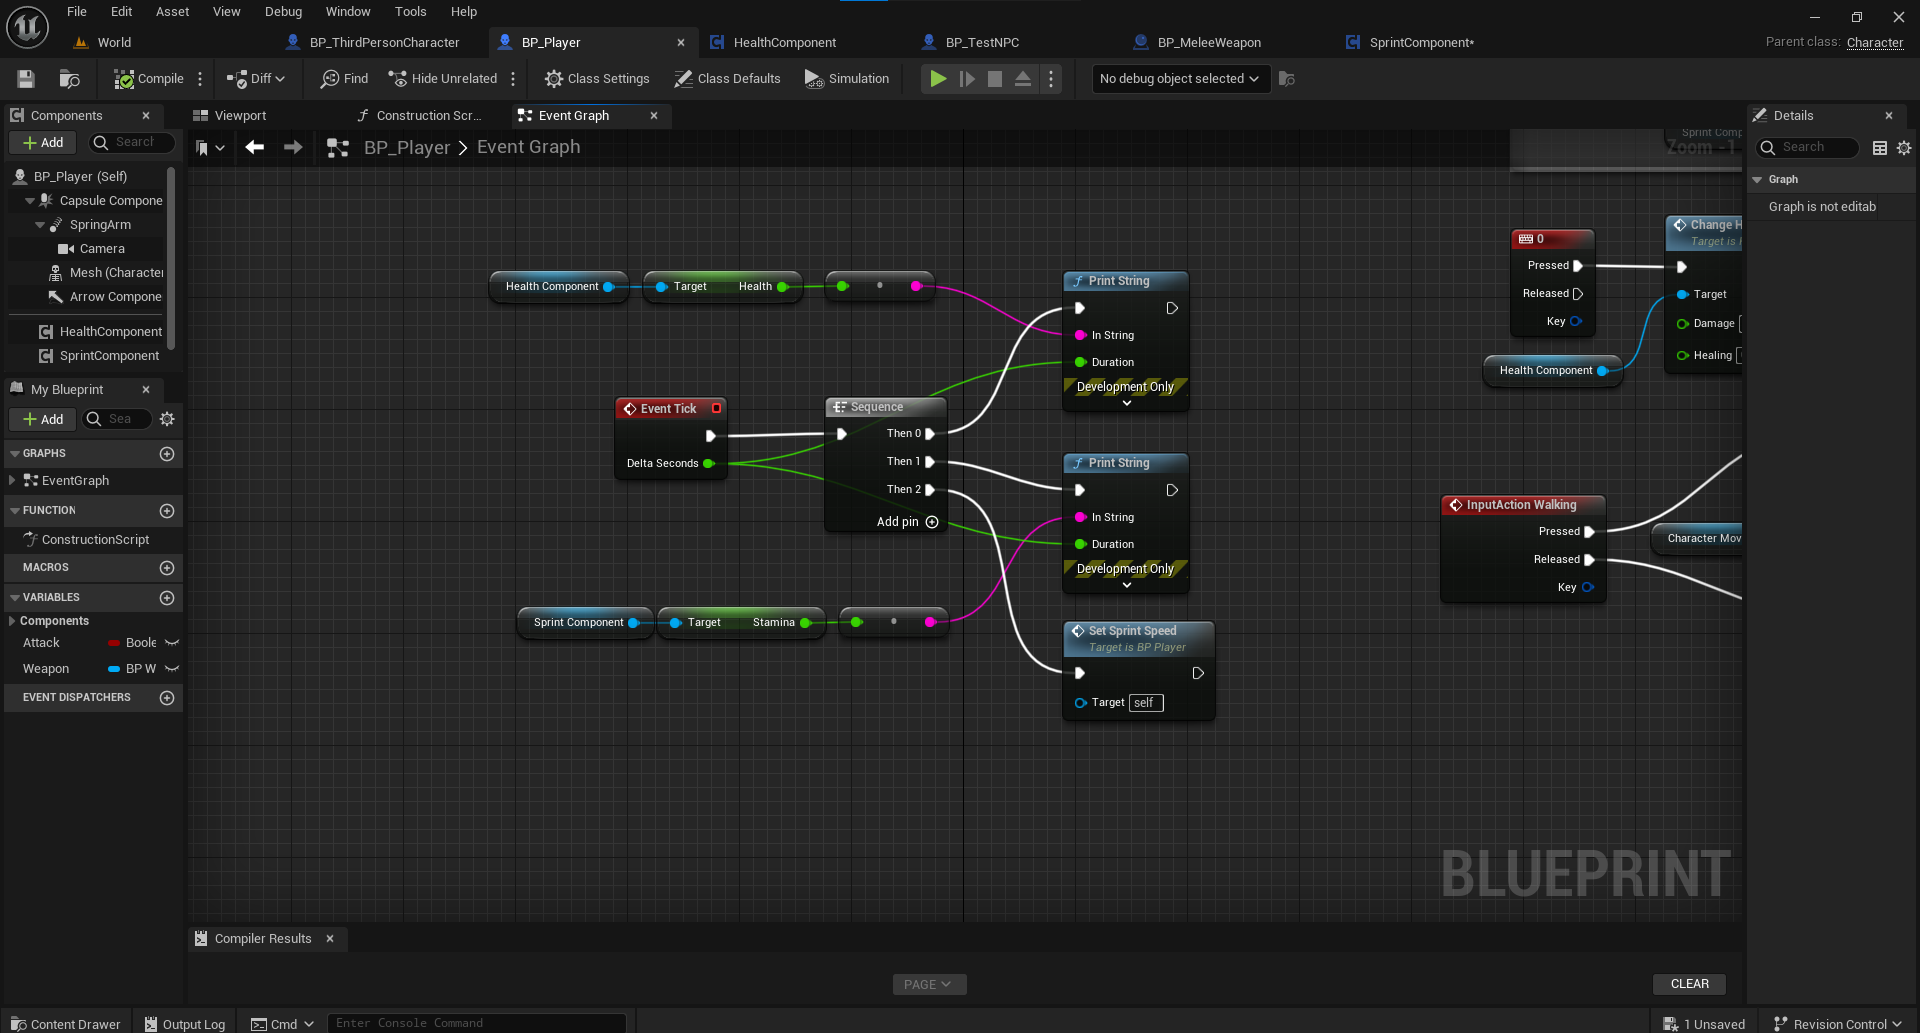 File Edit Asset View Debug Window Tools Help
World BP_ThirdPersonCharacter BP_Player HealthComponent BP_TestNPC BP_MeleeWeapon SprintComponent* Parent class: Character
Compile Diff Find Hide Unrelated Class Settings Class Defaults Simulation No debug object selected
Components Viewport Construction Scr... Event Graph Details
Add Search BP_Player > Event Graph Sprint Comp Zoom -1 Search
BP_Player (Self) Graph
Capsule Compone Graph is not editab
SpringArm
Camera
Mesh (Character
Arrow Compone
HealthComponent
SprintComponent
My Blueprint
Add Sea
GRAPHS
EventGraph
FUNCTION
ConstructionScript
MACROS
VARIABLES
Components
Attack Boole
Weapon BP W
EVENT DISPATCHERS
Health Component Target Health
Print String
In String
Duration
Development Only
Event Tick
Delta Seconds
Sequence
Then 0
Then 1
Then 2
Add pin
Print String
In String
Duration
Development Only
Sprint Component Target Stamina
Set Sprint Speed
Target is BP Player
Target self
0
Pressed
Released
Key
Change H
Target is
Target
Damage
Healing
Health Component
InputAction Walking
Pressed
Released
Key
Character Mov
BLUEPRINT
Compiler Results
PAGE CLEAR
Content Drawer Output Log Cmd Enter Console Command 1 Unsaved Revision Control